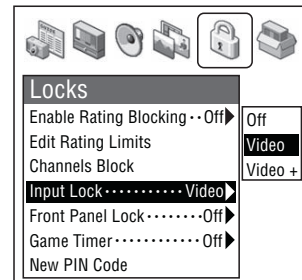 Locks
Enable Rating Blocking ·· Off
Edit Rating Limits
Channels Block
Input Lock ··········· Video
Front Panel Lock ········ Off
Game Timer ············ Off
New PIN Code
Off
Video
Video +